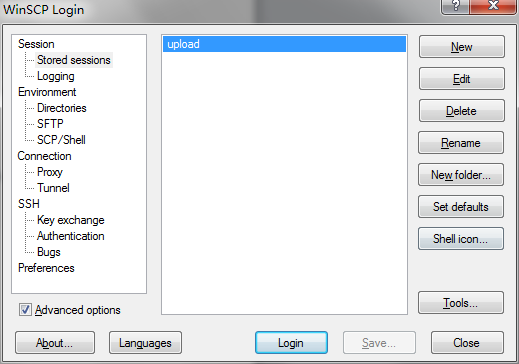 WinSCP Login
?
Session
Stored sessions
Logging
Environment
Directories
SFTP
SCP/Shell
Connection
Proxy
Tunnel
SSH
Key exchange
Authentication
Bugs
Preferences
Advanced options
upload
New
Edit
Delete
Rename
New folder...
Set defaults
Shell icon...
Tools...
About...
Languages
Login
Save...
Close